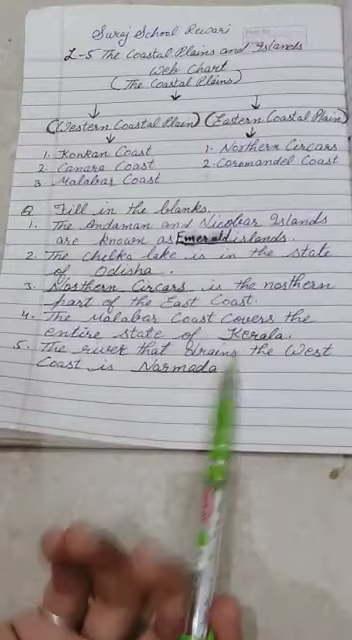 Suraj School Rewari
L-5 The Coastal Plains and Islands
Web Chart
(The Coastal Plains)
(Western Coastal Plain) (Eastern Coastal Plain)
1. Konkan Coast 1. Northern Circars
2. Canara Coast 2. Coromandel Coast
3. Malabar Coast
Q Fill in the blanks.
1. The Andaman and Nicobar Islands
are known as Emerald islands.
2. The Chelka lake is in the state
of Odisha.
3. Northern Circars is the northern
part of the East Coast.
4. The Malabar Coast covers the
entire state of Kerala.
5. The river that drains the West
Coast is Narmada